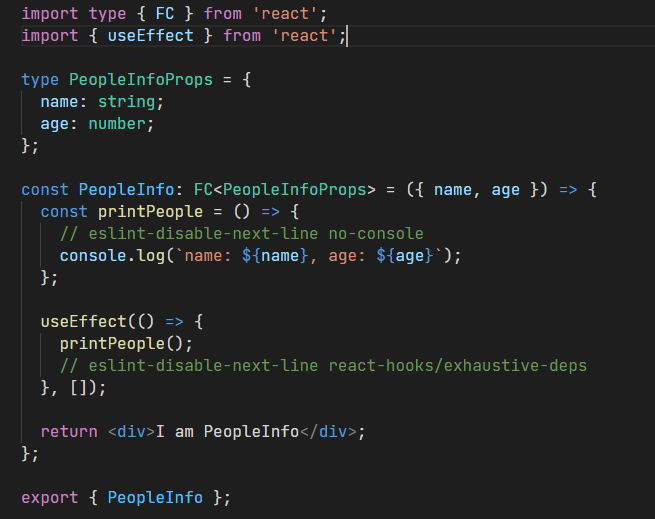 import type { FC } from 'react';
import { useEffect } from 'react';
type PeopleInfoProps = {
name: string;
age: number;
};
const PeopleInfo: FC<PeopleInfoProps> = ({ name, age }) => {
const printPeople = () => {
// eslint-disable-next-line no-console
console.log(`name: ${name}, age: ${age}`);
};
useEffect(() => {
printPeople();
// eslint-disable-next-line react-hooks/exhaustive-deps
}, []);
return <div>I am PeopleInfo</div>;
};
export { PeopleInfo };